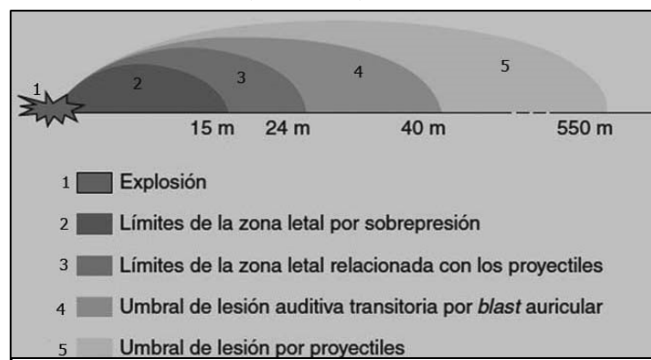 1
2
3
4
5
15 m 24 m 40 m 550 m
1 Explosión
2 Límites de la zona letal por sobrepresión
3 Límites de la zona letal relacionada con los proyectiles
4 Umbral de lesión auditiva transitoria por blast auricular
5 Umbral de lesión por proyectiles